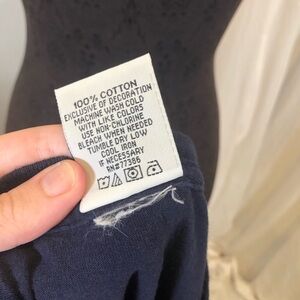 100% COTTON
EXCLUSIVE OF DECORATION
MACHINE WASH COLD
WITH LIKE COLORS
USE NON-CHLORINE
BLEACH WHEN NEEDED
TUMBLE DRY LOW
COOL IRON
IF NECESSARY
RN#77386